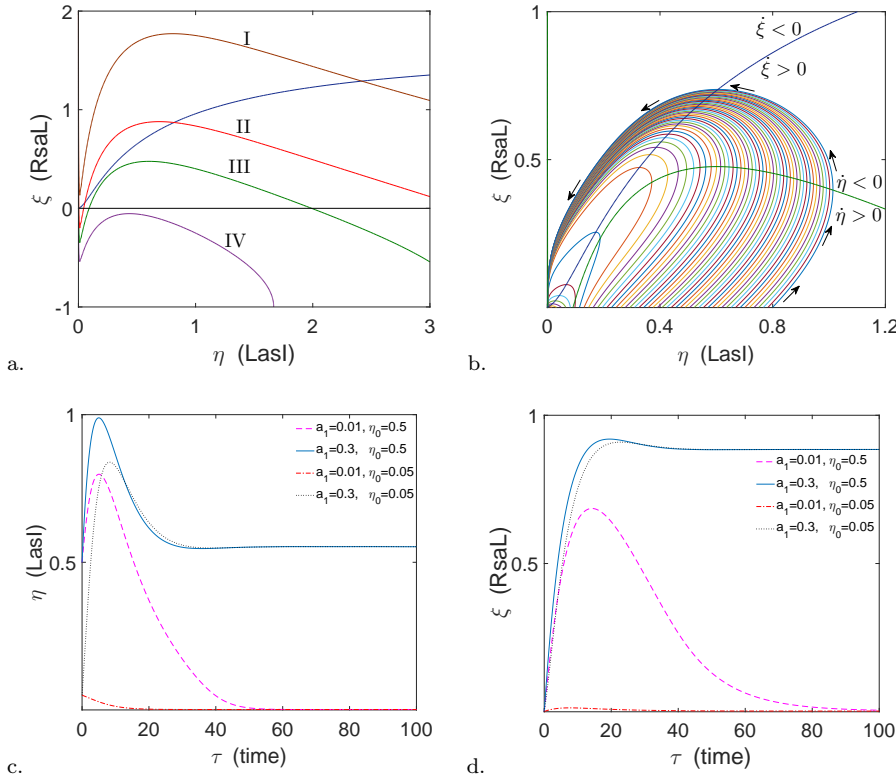 2
1
0
-1
0
1
2
3
ξ (RsaL)
η (LasI)
I
II
III
IV
a.
1
0.5
0
0.4
0.8
1.2
ξ (RsaL)
η (LasI)
ξ̇ < 0
ξ̇ > 0
η̇ < 0
η̇ > 0
b.
1
0.5
0
20
40
60
80
100
η (LasI)
τ (time)
a₁=0.01, η₀=0.5
a₁=0.3, η₀=0.5
a₁=0.01, η₀=0.05
a₁=0.3, η₀=0.05
c.
1
0.5
0
20
40
60
80
100
ξ (RsaL)
τ (time)
a₁=0.01, η₀=0.5
a₁=0.3, η₀=0.5
a₁=0.01, η₀=0.05
a₁=0.3, η₀=0.05
d.